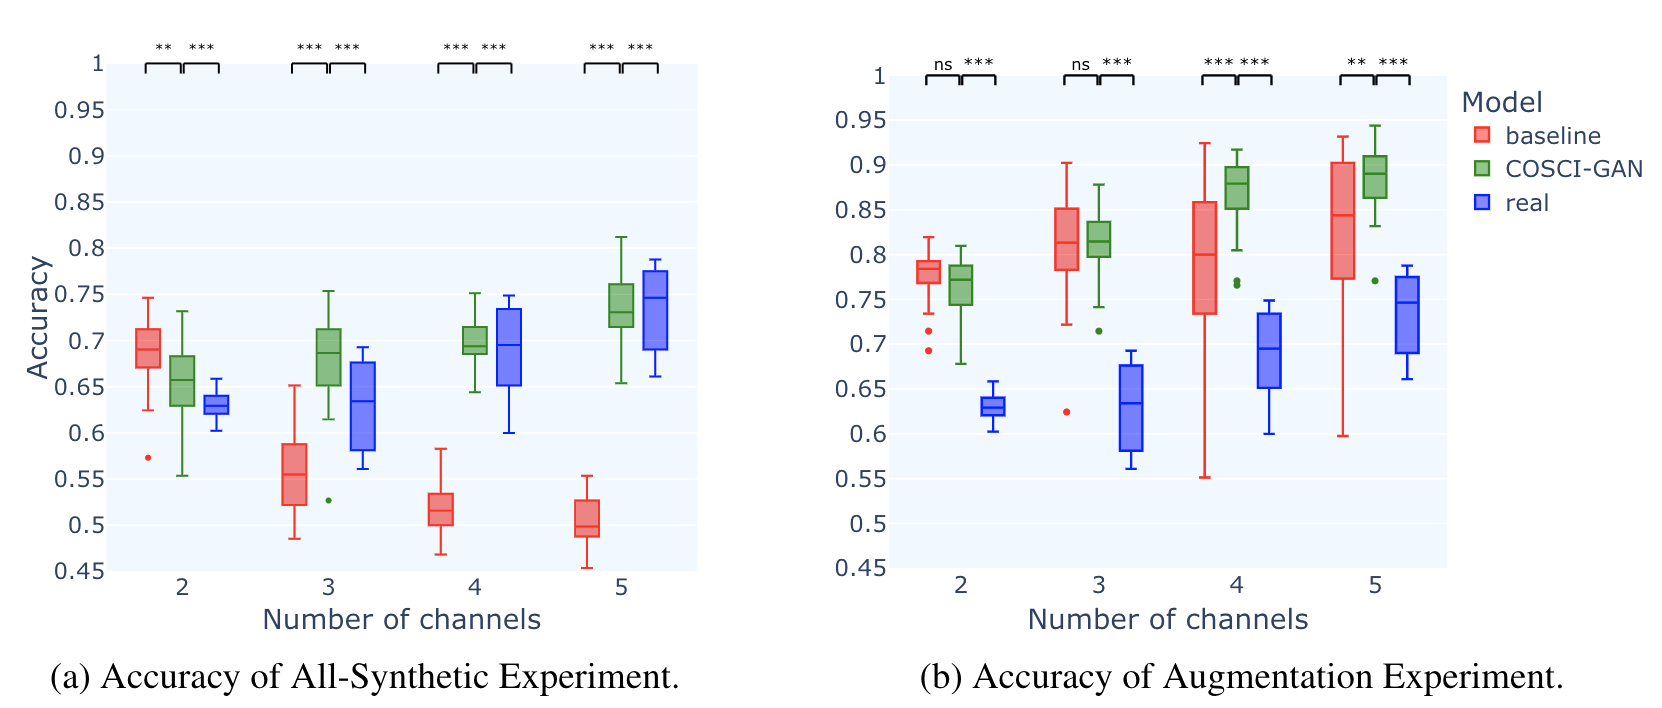 ** *** *** *** *** *** *** ***
1
0.95
0.9
0.85
0.8
0.75
0.7
0.65
0.6
0.55
0.5
0.45
Accuracy
2 3 4 5
Number of channels
(a) Accuracy of All-Synthetic Experiment.
ns *** ns *** *** *** ** ***
1
0.95
0.9
0.85
0.8
0.75
0.7
0.65
0.6
0.55
0.5
0.45
2 3 4 5
Number of channels
Model
baseline
COSCI-GAN
real
(b) Accuracy of Augmentation Experiment.